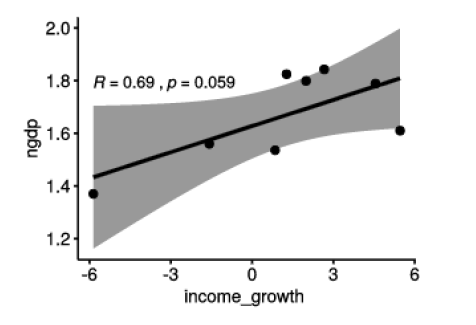 2.0
R = 0.69 , p = 0.059
1.8
1.6
1.4
1.2
ngdp
-6 -3 0 3 6
income_growth